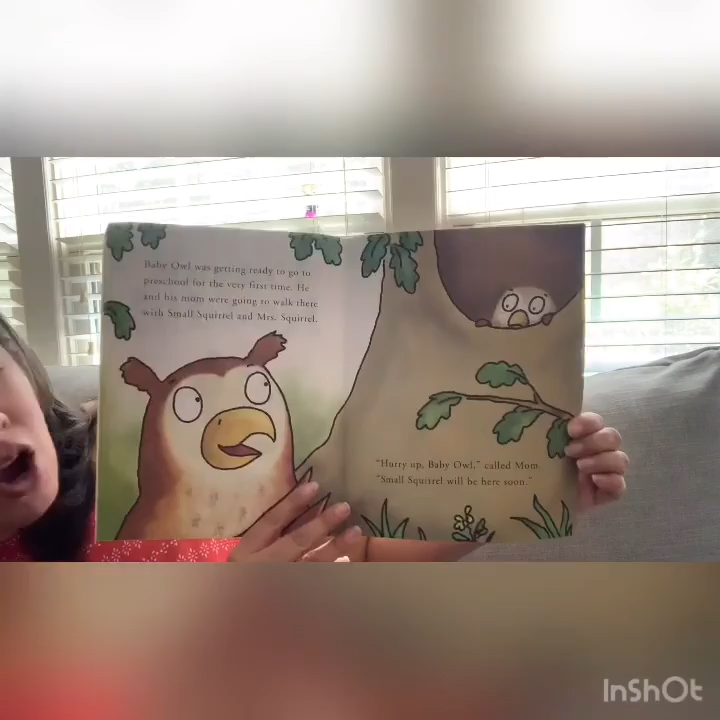 Baby Owl was getting ready to go to
preschool for the very first time. He
and his mom were going to walk there
with Small Squirrel and Mrs. Squirrel.
"Hurry up, Baby Owl," called Mom.
"Small Squirrel will be here soon."
InShOt